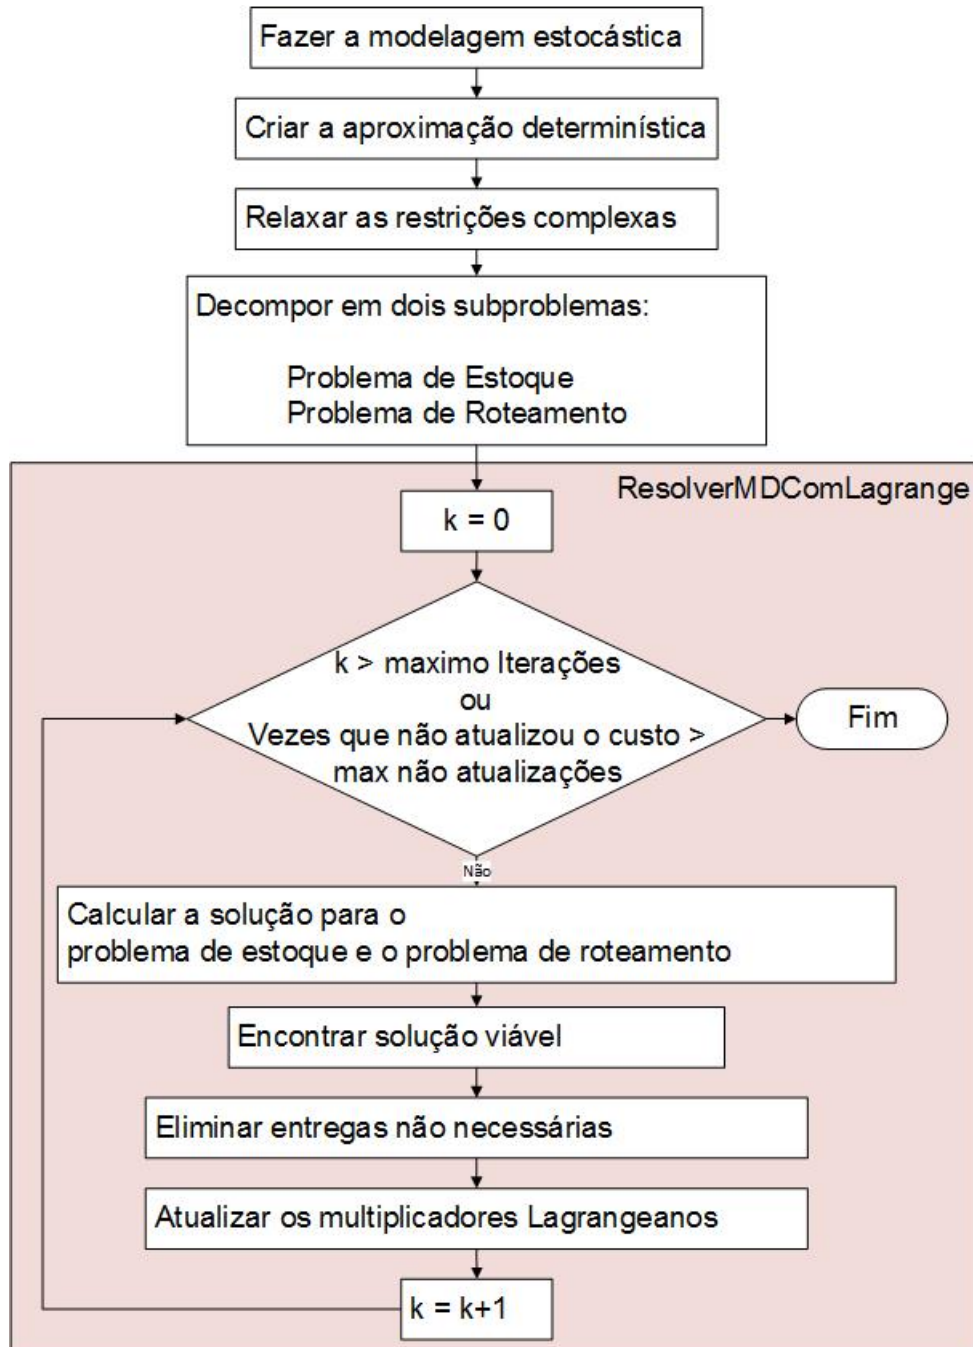 Fazer a modelagem estocástica
Criar a aproximação determinística
Relaxar as restrições complexas
Decompor em dois subproblemas:
Problema de Estoque
Problema de Roteamento
ResolverMDComLagrange
k = 0
k > maximo Iterações
ou
Vezes que não atualizou o custo >
max não atualizações
Fim
Não
Calcular a solução para o
problema de estoque e o problema de roteamento
Encontrar solução viável
Eliminar entregas não necessárias
Atualizar os multiplicadores Lagrangeanos
k = k+1